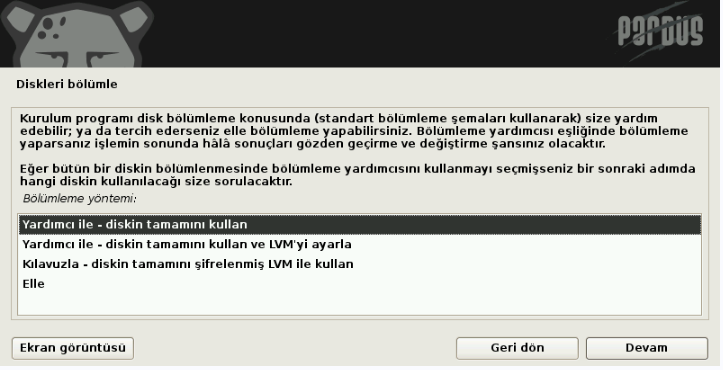 PARDUS
Diskleri bölümle
Kurulum programı disk bölümleme konusunda (standart bölümleme şemaları kullanarak) size yardım
edebilir; ya da tercih ederseniz elle bölümleme yapabilirsiniz. Bölümleme yardımcısı eşliğinde bölümleme
yaparsanız işlemin sonunda hâlâ sonuçları gözden geçirme ve değiştirme şansınız olacaktır.
Eğer bütün bir diskin bölümlenmesinde bölümleme yardımcısını kullanmayı seçmişseniz bir sonraki adımda
hangi diskin kullanılacağı size sorulacaktır.
Bölümleme yöntemi:
Yardımcı ile - diskin tamamını kullan
Yardımcı ile - diskin tamamını kullan ve LVM'yi ayarla
Kılavuzla - diskin tamamını şifrelenmiş LVM ile kullan
Elle
Ekran görüntüsü
Geri dön
Devam